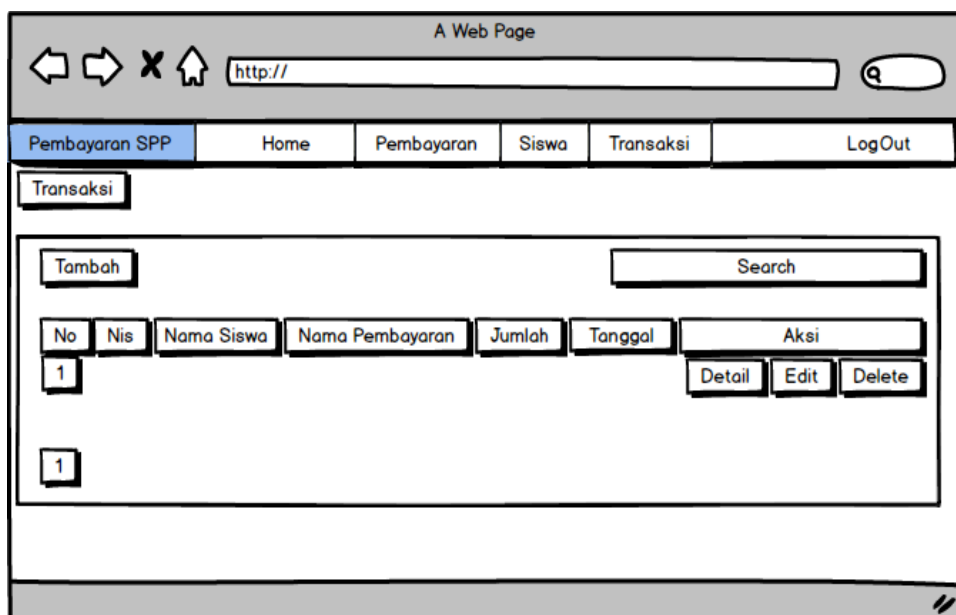 A Web Page
http://
Pembayaran SPP Home Pembayaran Siswa Transaksi LogOut
Transaksi
Tambah Search
No Nis Nama Siswa Nama Pembayaran Jumlah Tanggal Aksi
1 Detail Edit Delete
1